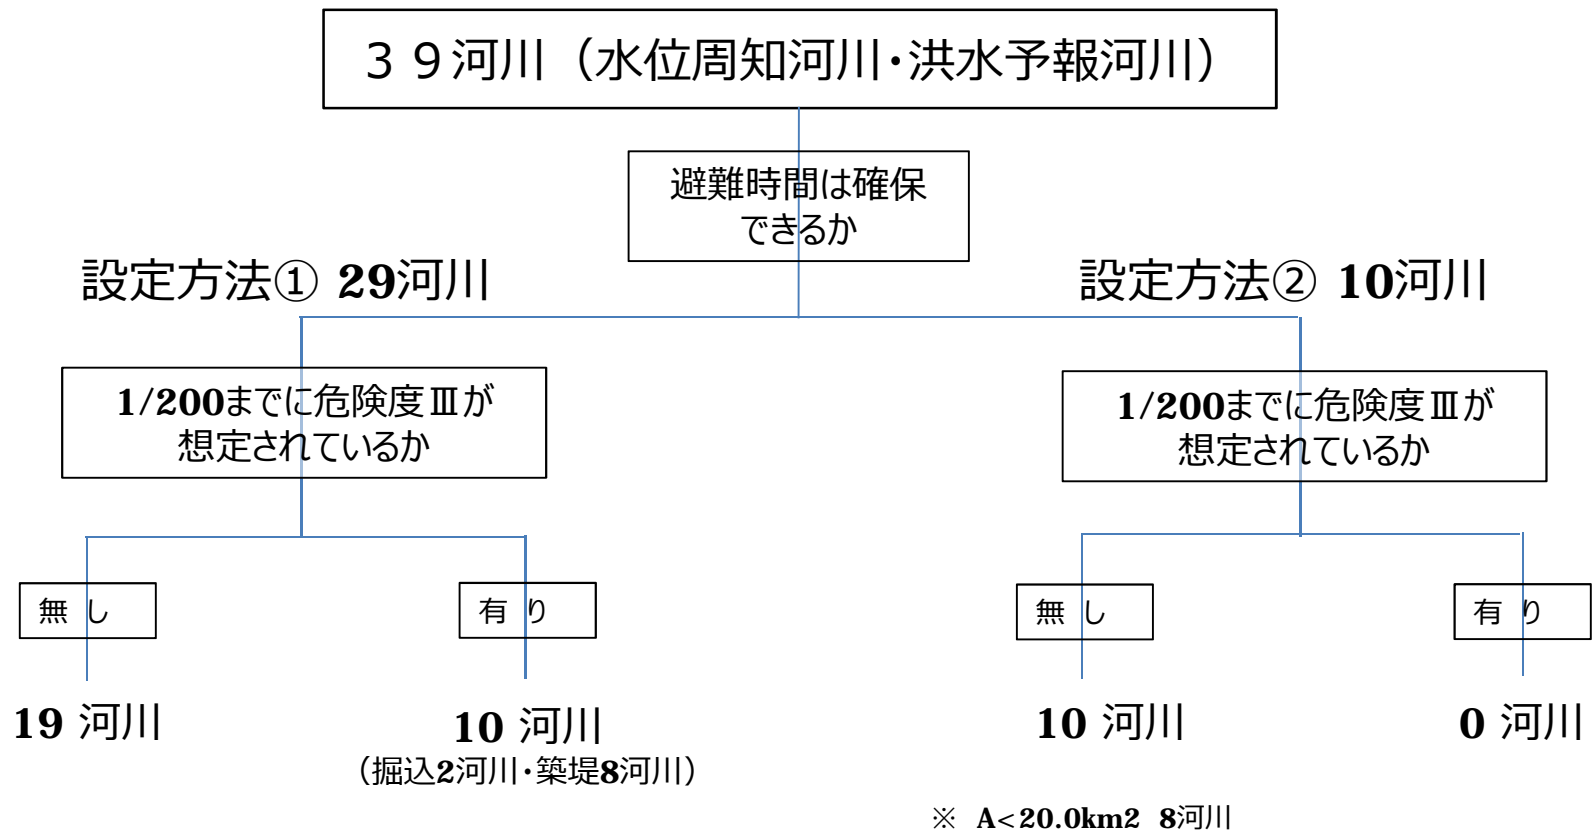 ３９河川（水位周知河川・洪水予報河川）
避難時間は確保
できるか
設定方法① 29河川
設定方法② 10河川
1/200までに危険度Ⅲが
想定されているか
1/200までに危険度Ⅲが
想定されているか
無し
有り
無し
有り
19 河川
10 河川
（掘込2河川・築堤8河川）
10 河川
0 河川
※ A<20.0km2 8河川